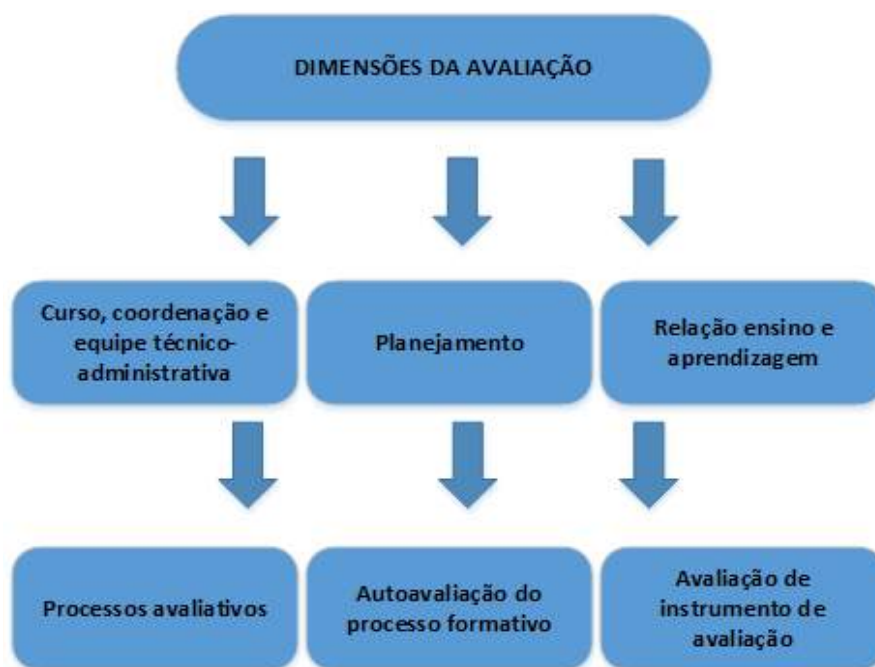 DIMENSÕES DA AVALIAÇÃO
Curso, coordenação e
equipe técnico-
administrativa
Planejamento
Relação ensino e
aprendizagem
Processos avaliativos
Autoavaliação do
processo formativo
Avaliação de
instrumento de
avaliação